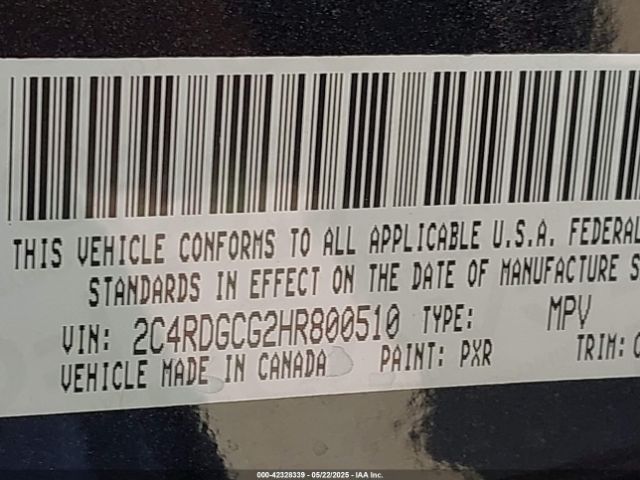 THIS VEHICLE CONFORMS TO ALL APPLICABLE U.S.A. FEDERAL
STANDARDS IN EFFECT ON THE DATE OF MANUFACTURE S
VIN: 2C4RDGCG2HR800510 TYPE: MPV
VEHICLE MADE IN CANADA PAINT: PXR TRIM:
000-42328339 - 05/22/2025 - IAA Inc.